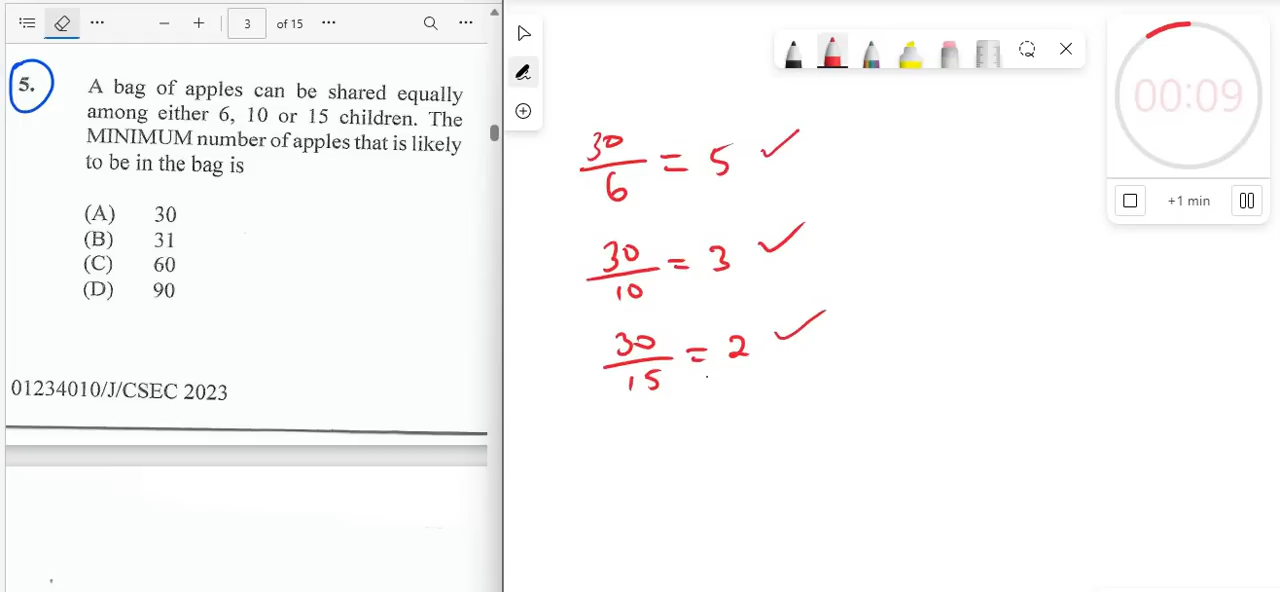 3 of 15
5.
A bag of apples can be shared equally
among either 6, 10 or 15 children. The
MINIMUM number of apples that is likely
to be in the bag is
(A) 30
(B) 31
(C) 60
(D) 90
01234010/J/CSEC 2023
30/6 = 5 ✓
30/10 = 3 ✓
30/15 = 2 ✓
00:09
+1 min